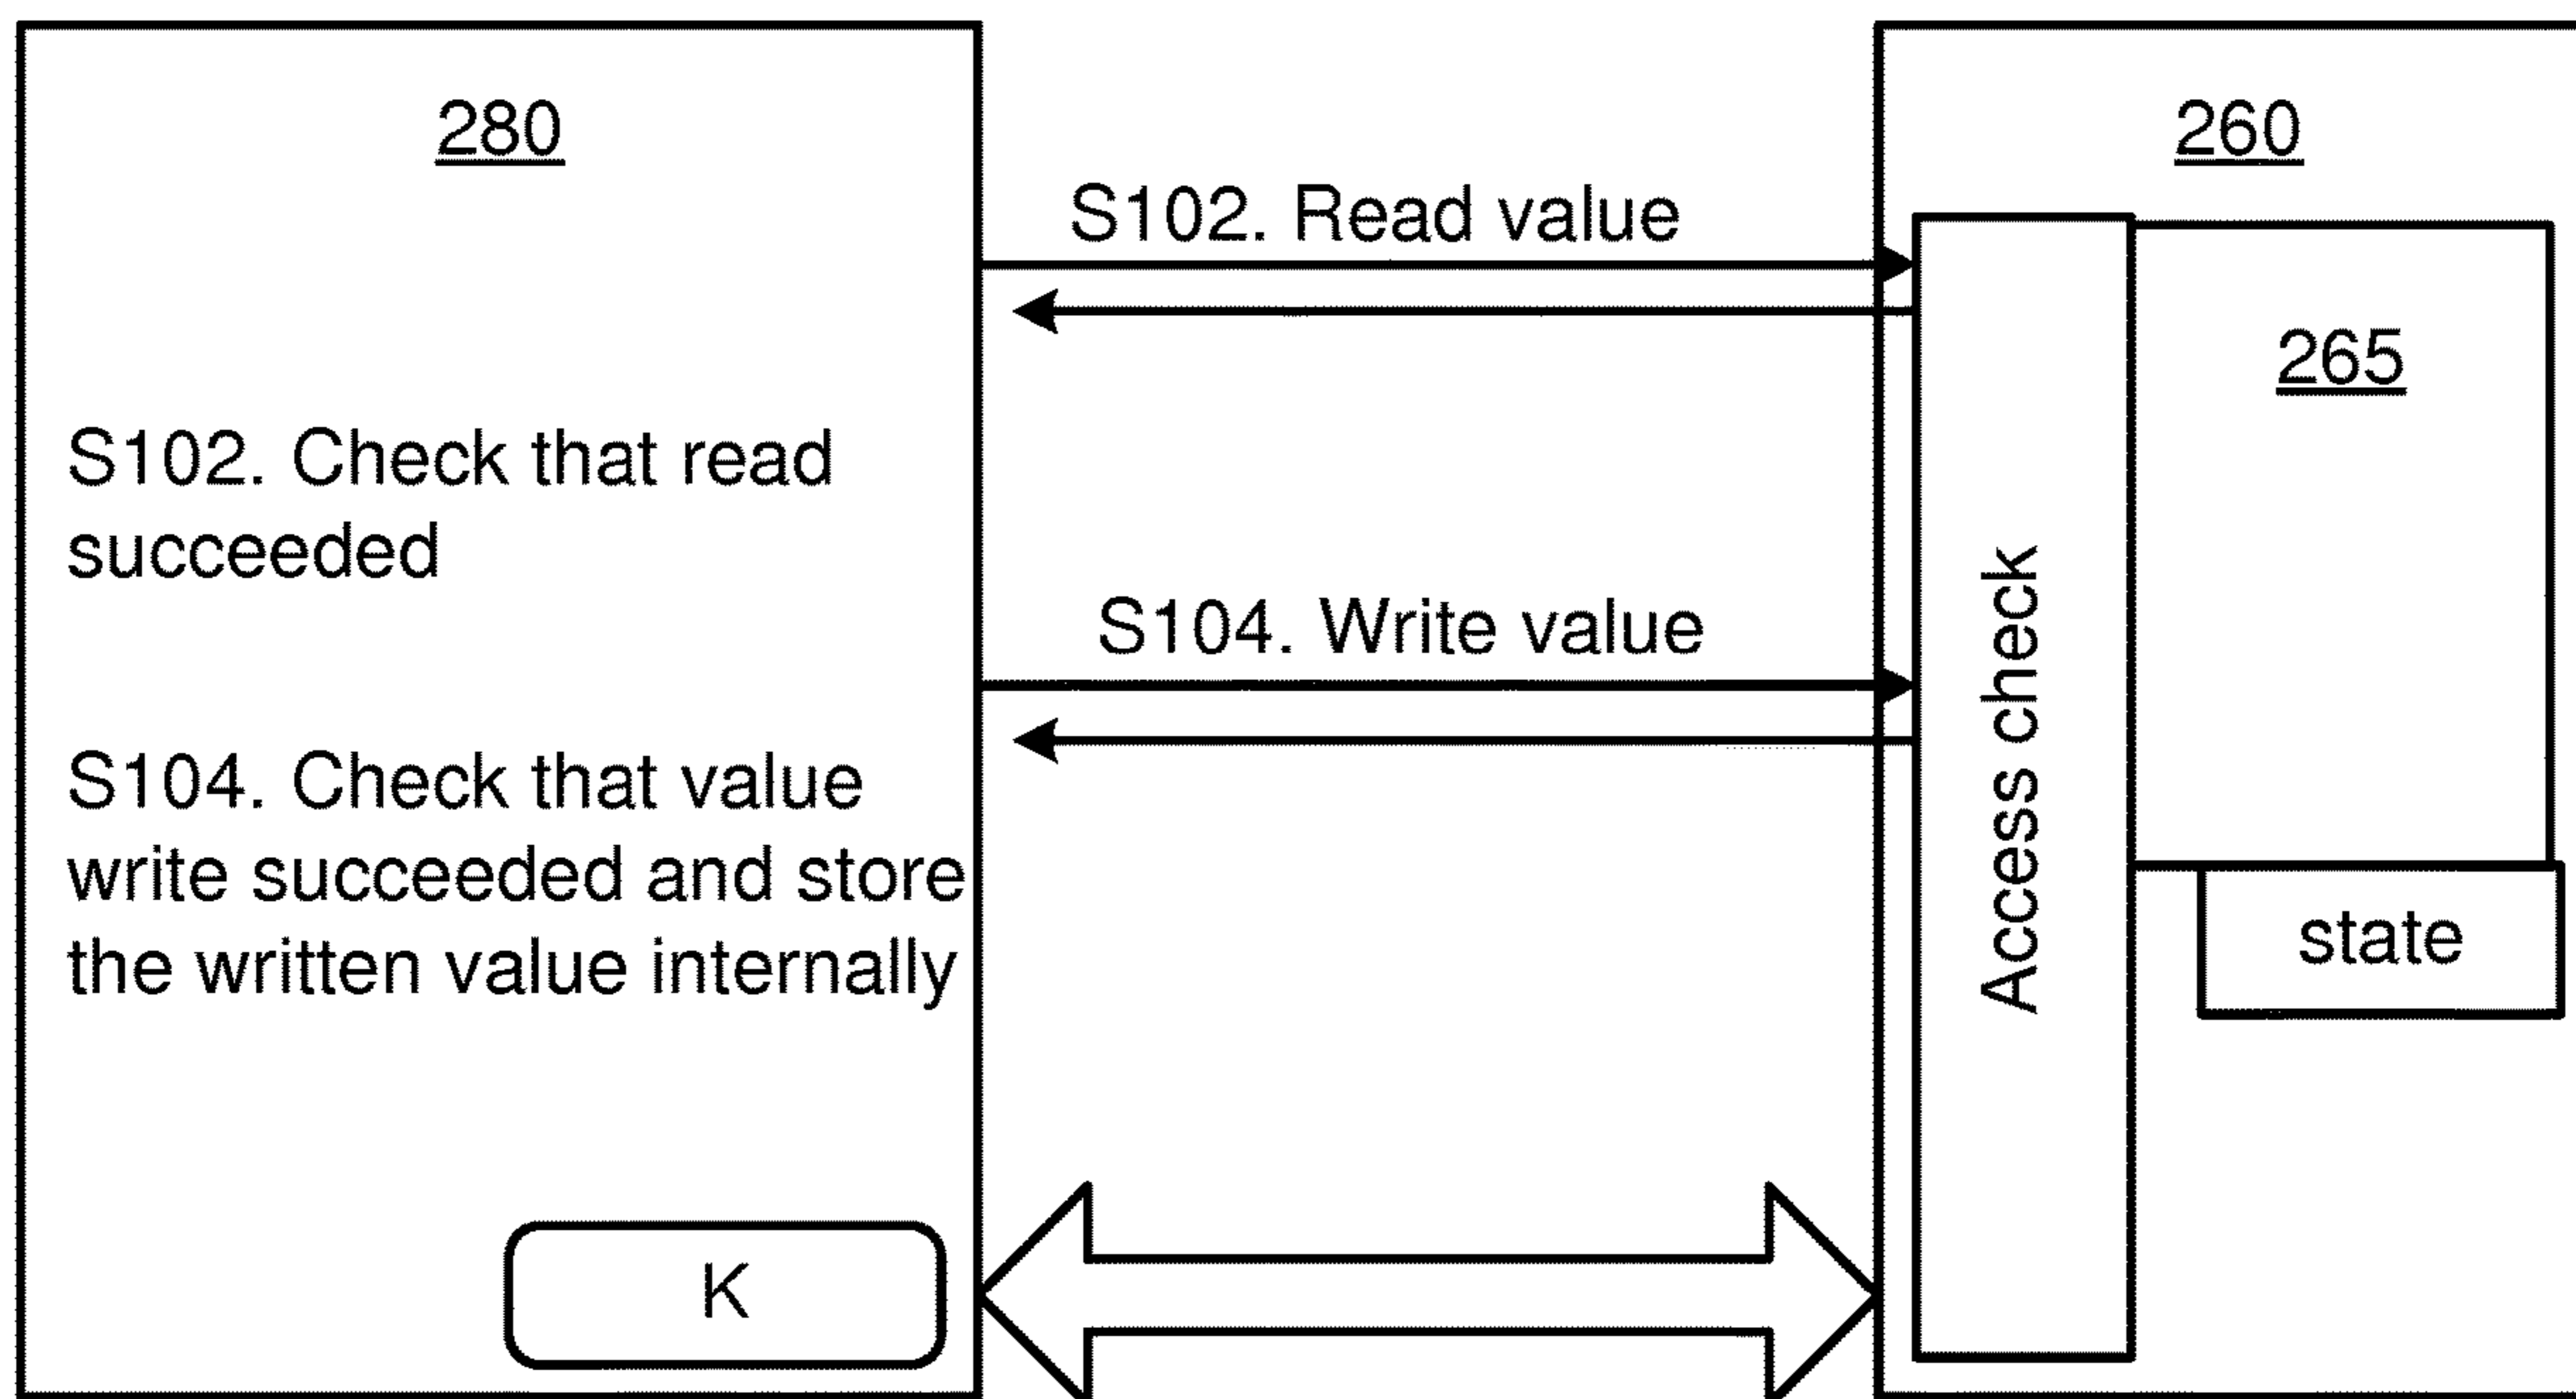 280
260
S102. Read value
265
S102. Check that read
succeeded
S104. Write value
Access check
S104. Check that value
write succeeded and store
the written value internally
state
K